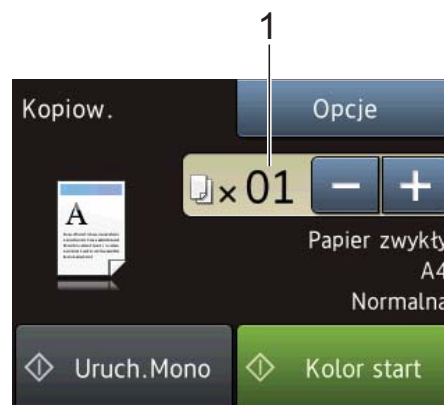 1
Kopiow.
Opcje
×01 - +
A
Papier zwykły
A4
Normalna
Uruch.Mono
Kolor start